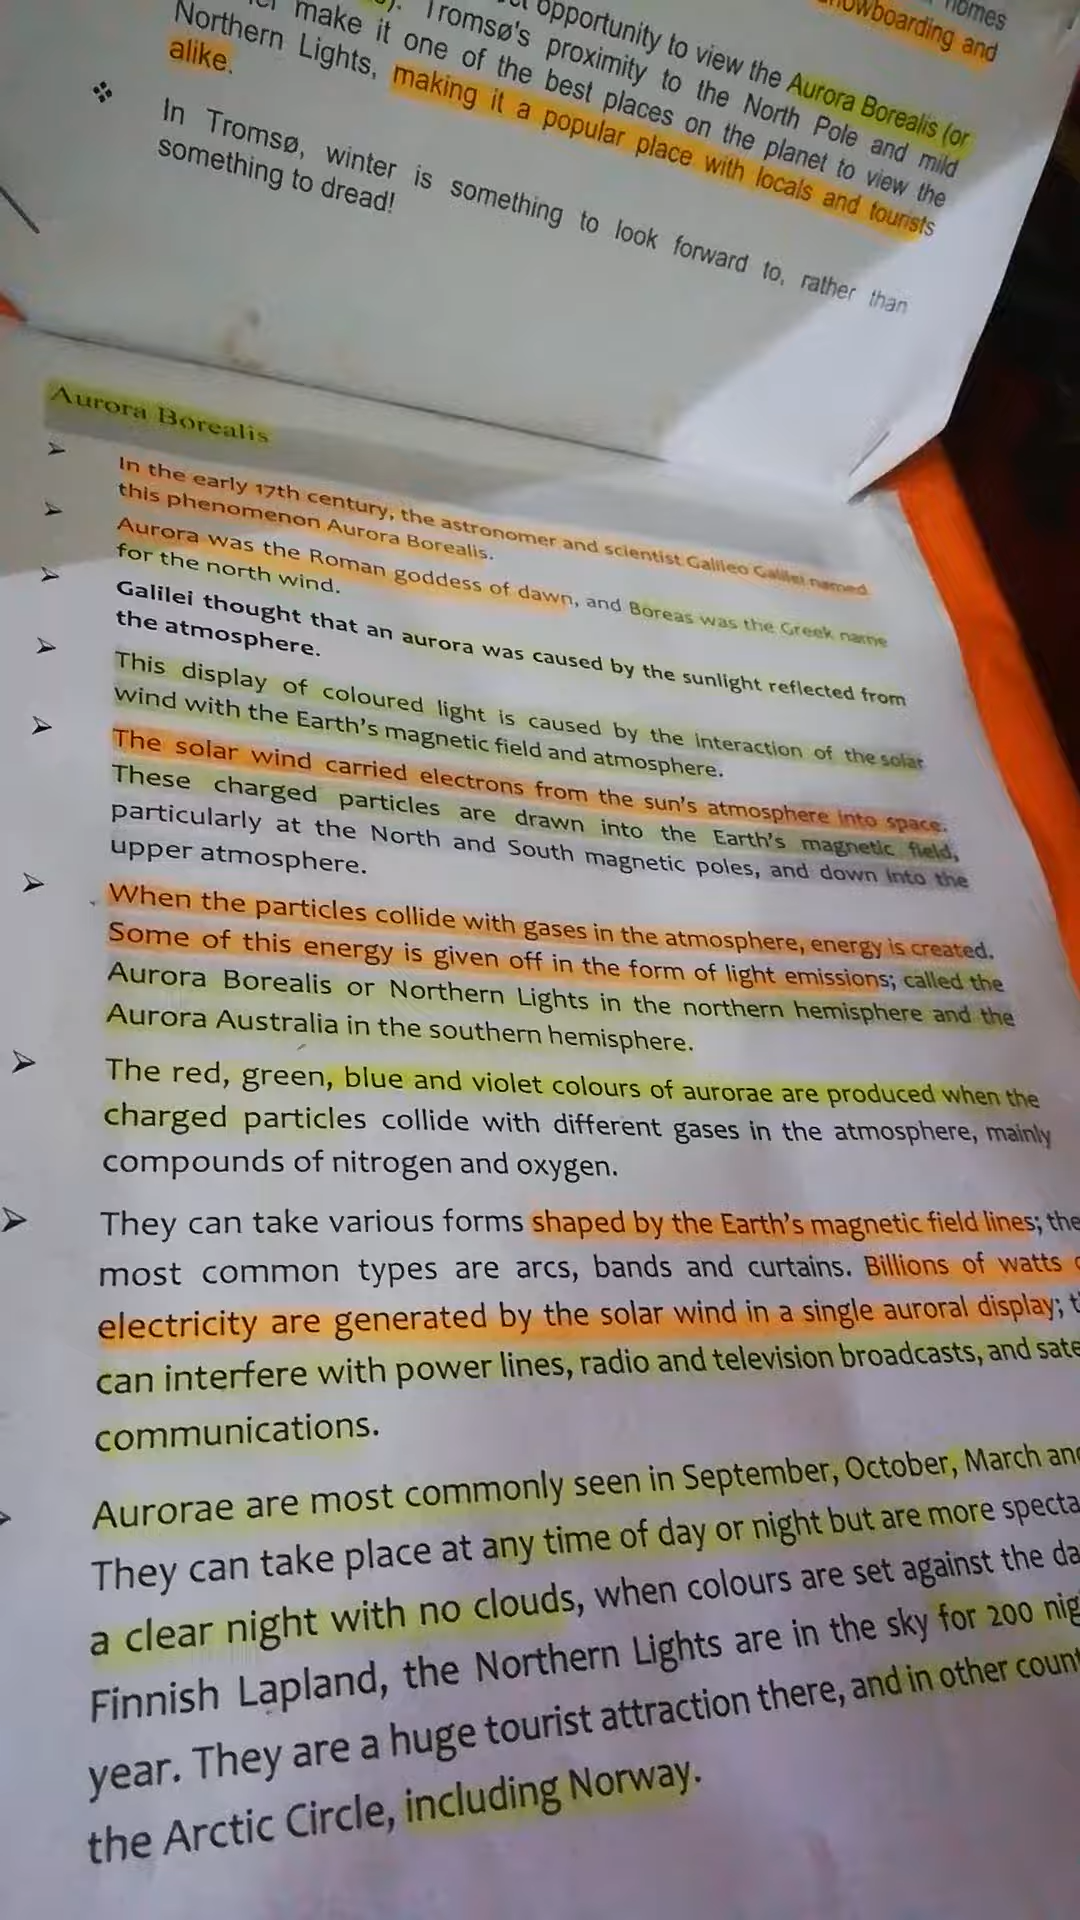 homes
snowboarding and
opportunity to view the Aurora Borealis (or
Tromsø's proximity to the North Pole and mild
make it one of the best places on the planet to view the
Northern Lights, making it a popular place with locals and tourists
alike.
❖ In Tromsø, winter is something to look forward to, rather than
something to dread!
Aurora Borealis
➢ In the early 17th century, the astronomer and scientist Galileo Galilei named
this phenomenon Aurora Borealis.
➢ Aurora was the Roman goddess of dawn, and Boreas was the Greek name
for the north wind.
➢ Galilei thought that an aurora was caused by the sunlight reflected from
the atmosphere.
➢ This display of coloured light is caused by the interaction of the solar
wind with the Earth's magnetic field and atmosphere.
➢ The solar wind carried electrons from the sun's atmosphere into space.
These charged particles are drawn into the Earth's magnetic field,
particularly at the North and South magnetic poles, and down into the
upper atmosphere.
➢ When the particles collide with gases in the atmosphere, energy is created.
Some of this energy is given off in the form of light emissions; called the
Aurora Borealis or Northern Lights in the northern hemisphere and the
Aurora Australia in the southern hemisphere.
➢ The red, green, blue and violet colours of aurorae are produced when the
charged particles collide with different gases in the atmosphere, mainly
compounds of nitrogen and oxygen.
➢ They can take various forms shaped by the Earth's magnetic field lines; the
most common types are arcs, bands and curtains. Billions of watts
electricity are generated by the solar wind in a single auroral display;
can interfere with power lines, radio and television broadcasts, and sate
communications.
➢ Aurorae are most commonly seen in September, October, March and
They can take place at any time of day or night but are more specta
a clear night with no clouds, when colours are set against the da
Finnish Lapland, the Northern Lights are in the sky for 200 nig
year. They are a huge tourist attraction there, and in other count
the Arctic Circle, including Norway.